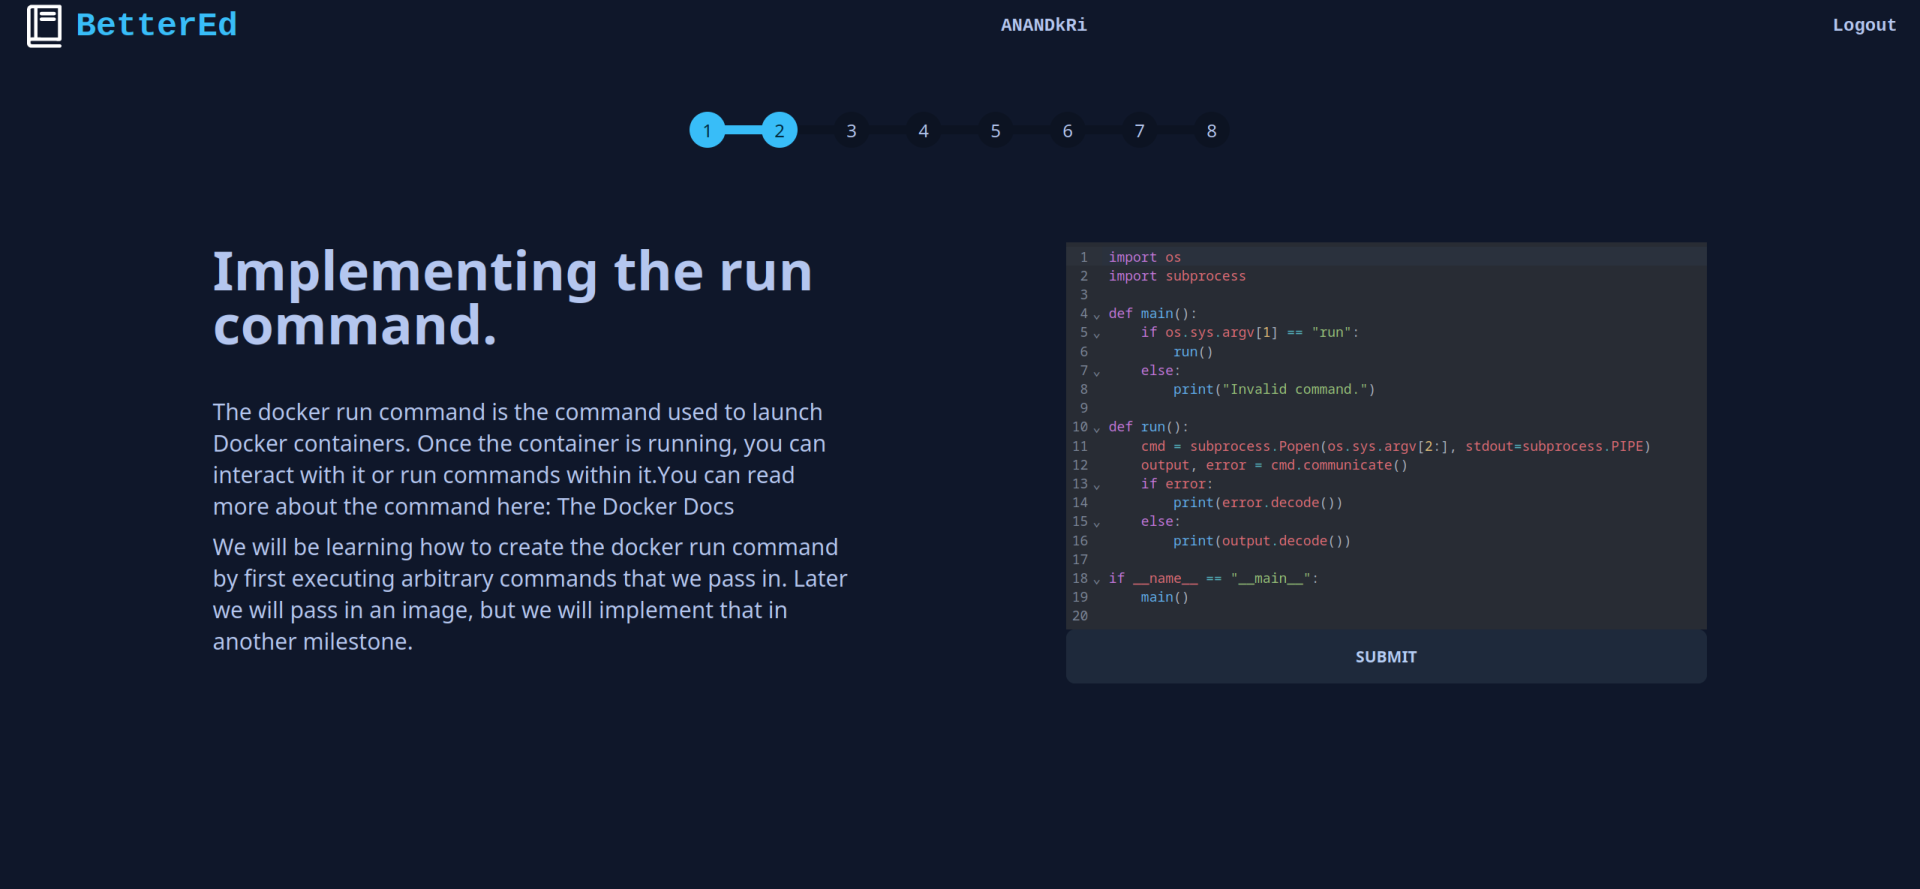 BetterEd
ANANDkRi
Logout
1 2 3 4 5 6 7 8
Implementing the run
command.
The docker run command is the command used to launch
Docker containers. Once the container is running, you can
interact with it or run commands within it.You can read
more about the command here: The Docker Docs
We will be learning how to create the docker run command
by first executing arbitrary commands that we pass in. Later
we will pass in an image, but we will implement that in
another milestone.
1 import os
2 import subprocess
3
4 def main():
5     if os.sys.argv[1] == "run":
6         run()
7     else:
8         print("Invalid command.")
9
10 def run():
11     cmd = subprocess.Popen(os.sys.argv[2:], stdout=subprocess.PIPE)
12     output, error = cmd.communicate()
13     if error:
14         print(error.decode())
15     else:
16         print(output.decode())
17
18 if __name__ == "__main__":
19     main()
20
SUBMIT